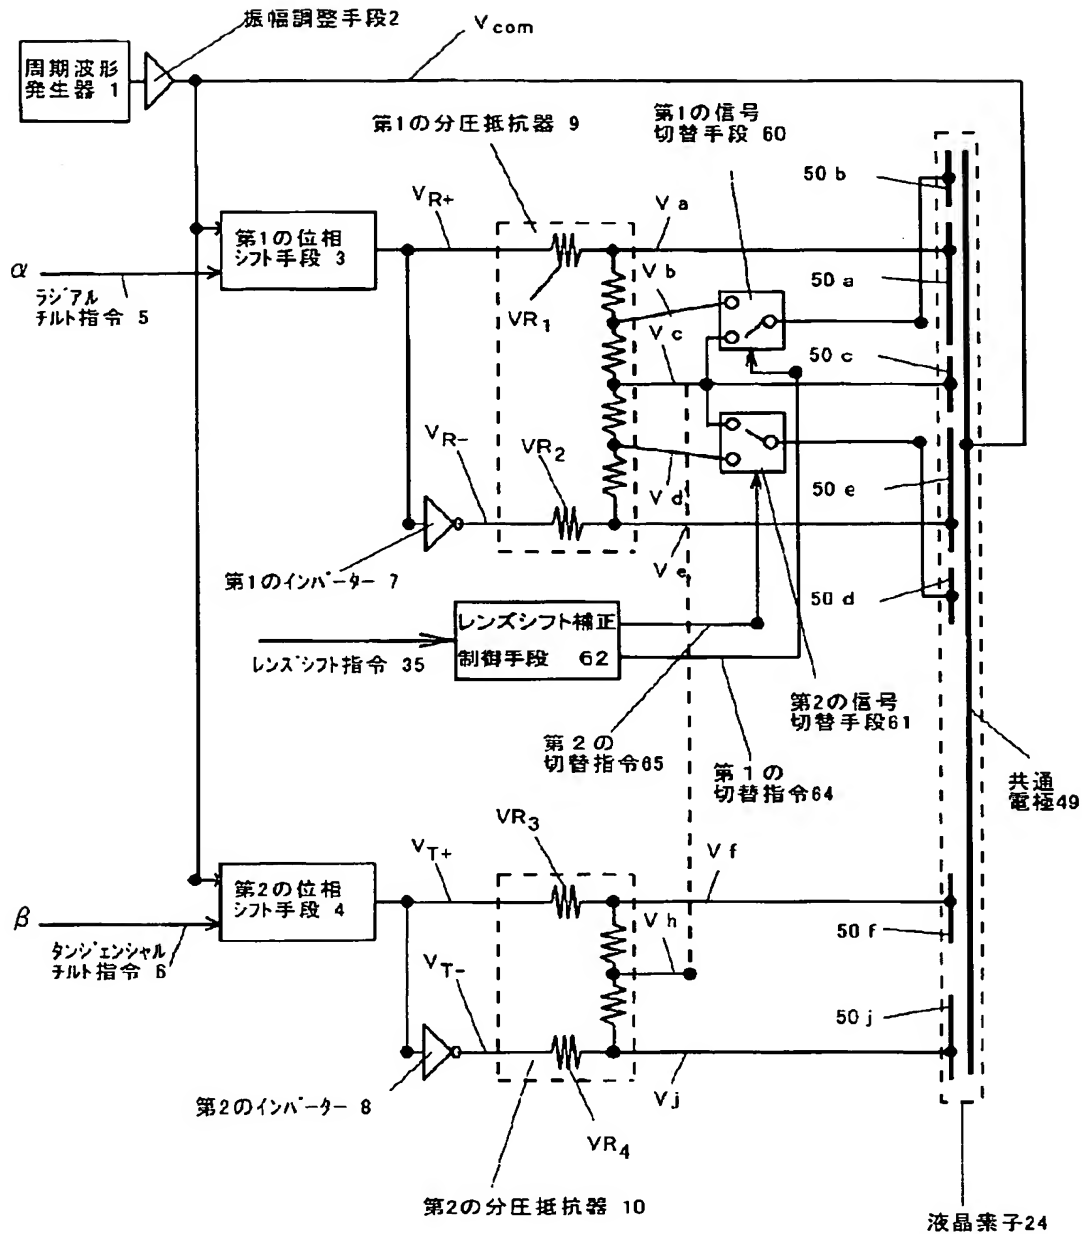 振幅調整手段2
Vcom
周期波形
発生器 1
第1の分圧抵抗器 9
第1の信号
切替手段 60
50 b
VR+
Va
第1の位相
シフト手段 3
Vb
50 a
α
ラジアル
チルト指令 5
VR1
Vc
50 c
VR-
VR2
Vd
50 e
Ve
第1のインバーター 7
50 d
レンズシフト補正
制御手段 62
レンズシフト指令 35
第2の信号
切替手段61
第2の
切替指令65
第1の
切替指令64
共通
電極49
VR3
VT+
Vf
第2の位相
シフト手段 4
Vh
50 f
β
タンジェンシャル
チルト指令 6
VT-
50 j
Vj
第2のインバーター 8
VR4
第2の分圧抵抗器 10
液晶素子24